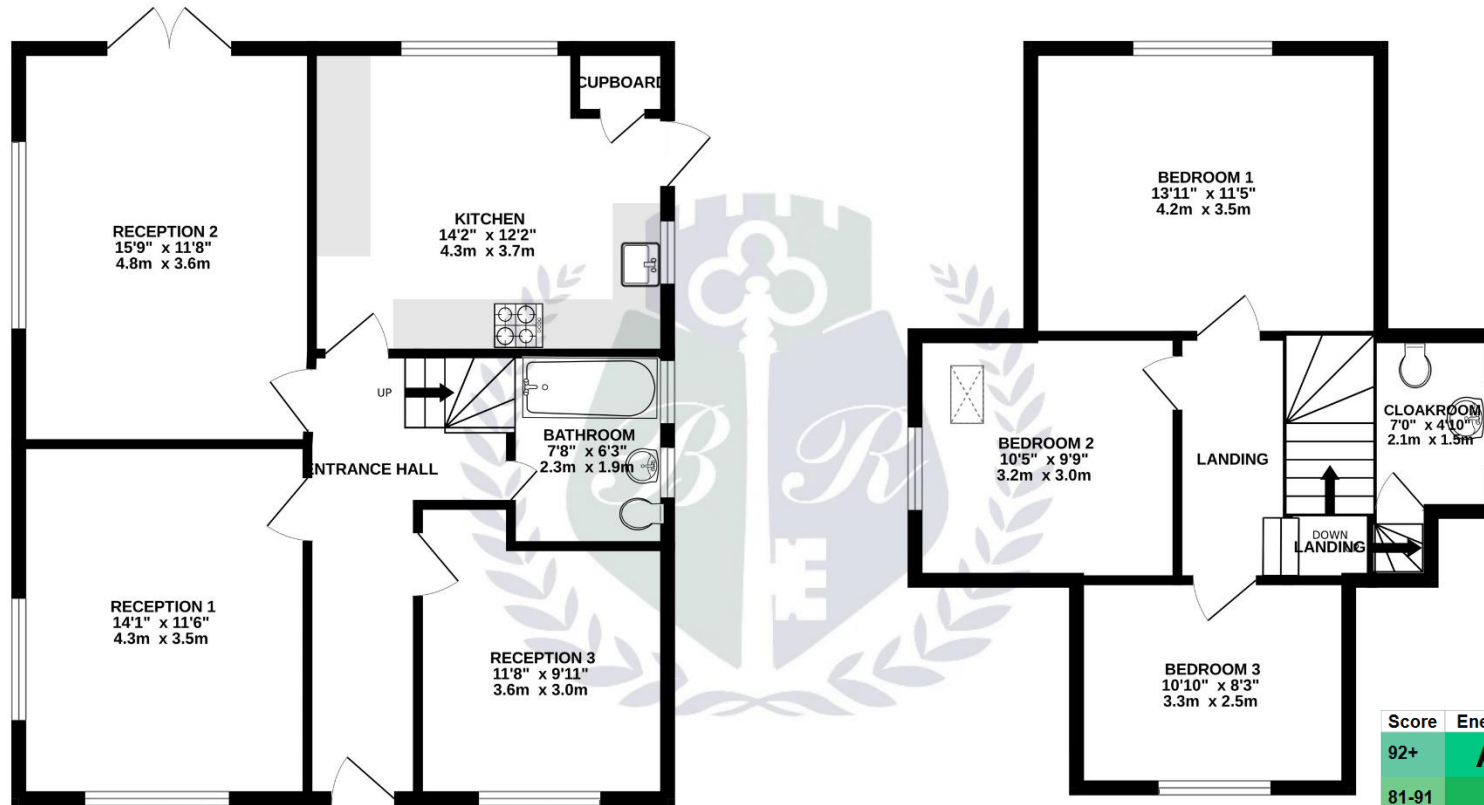 CUPBOARD
RECEPTION 2
15'9" x 11'8"
4.8m x 3.6m
KITCHEN
14'2" x 12'2"
4.3m x 3.7m
UP
BATHROOM
7'8" x 6'3"
2.3m x 1.9m
ENTRANCE HALL
RECEPTION 1
14'1" x 11'6"
4.3m x 3.5m
RECEPTION 3
11'8" x 9'11"
3.6m x 3.0m
B R
BEDROOM 1
13'11" x 11'5"
4.2m x 3.5m
BEDROOM 2
10'5" x 9'9"
3.2m x 3.0m
LANDING
CLOAKROOM
7'0" x 4'10"
2.1m x 1.5m
DOWN
LANDING
BEDROOM 3
10'10" x 8'3"
3.3m x 2.5m
Score
92+
81-91